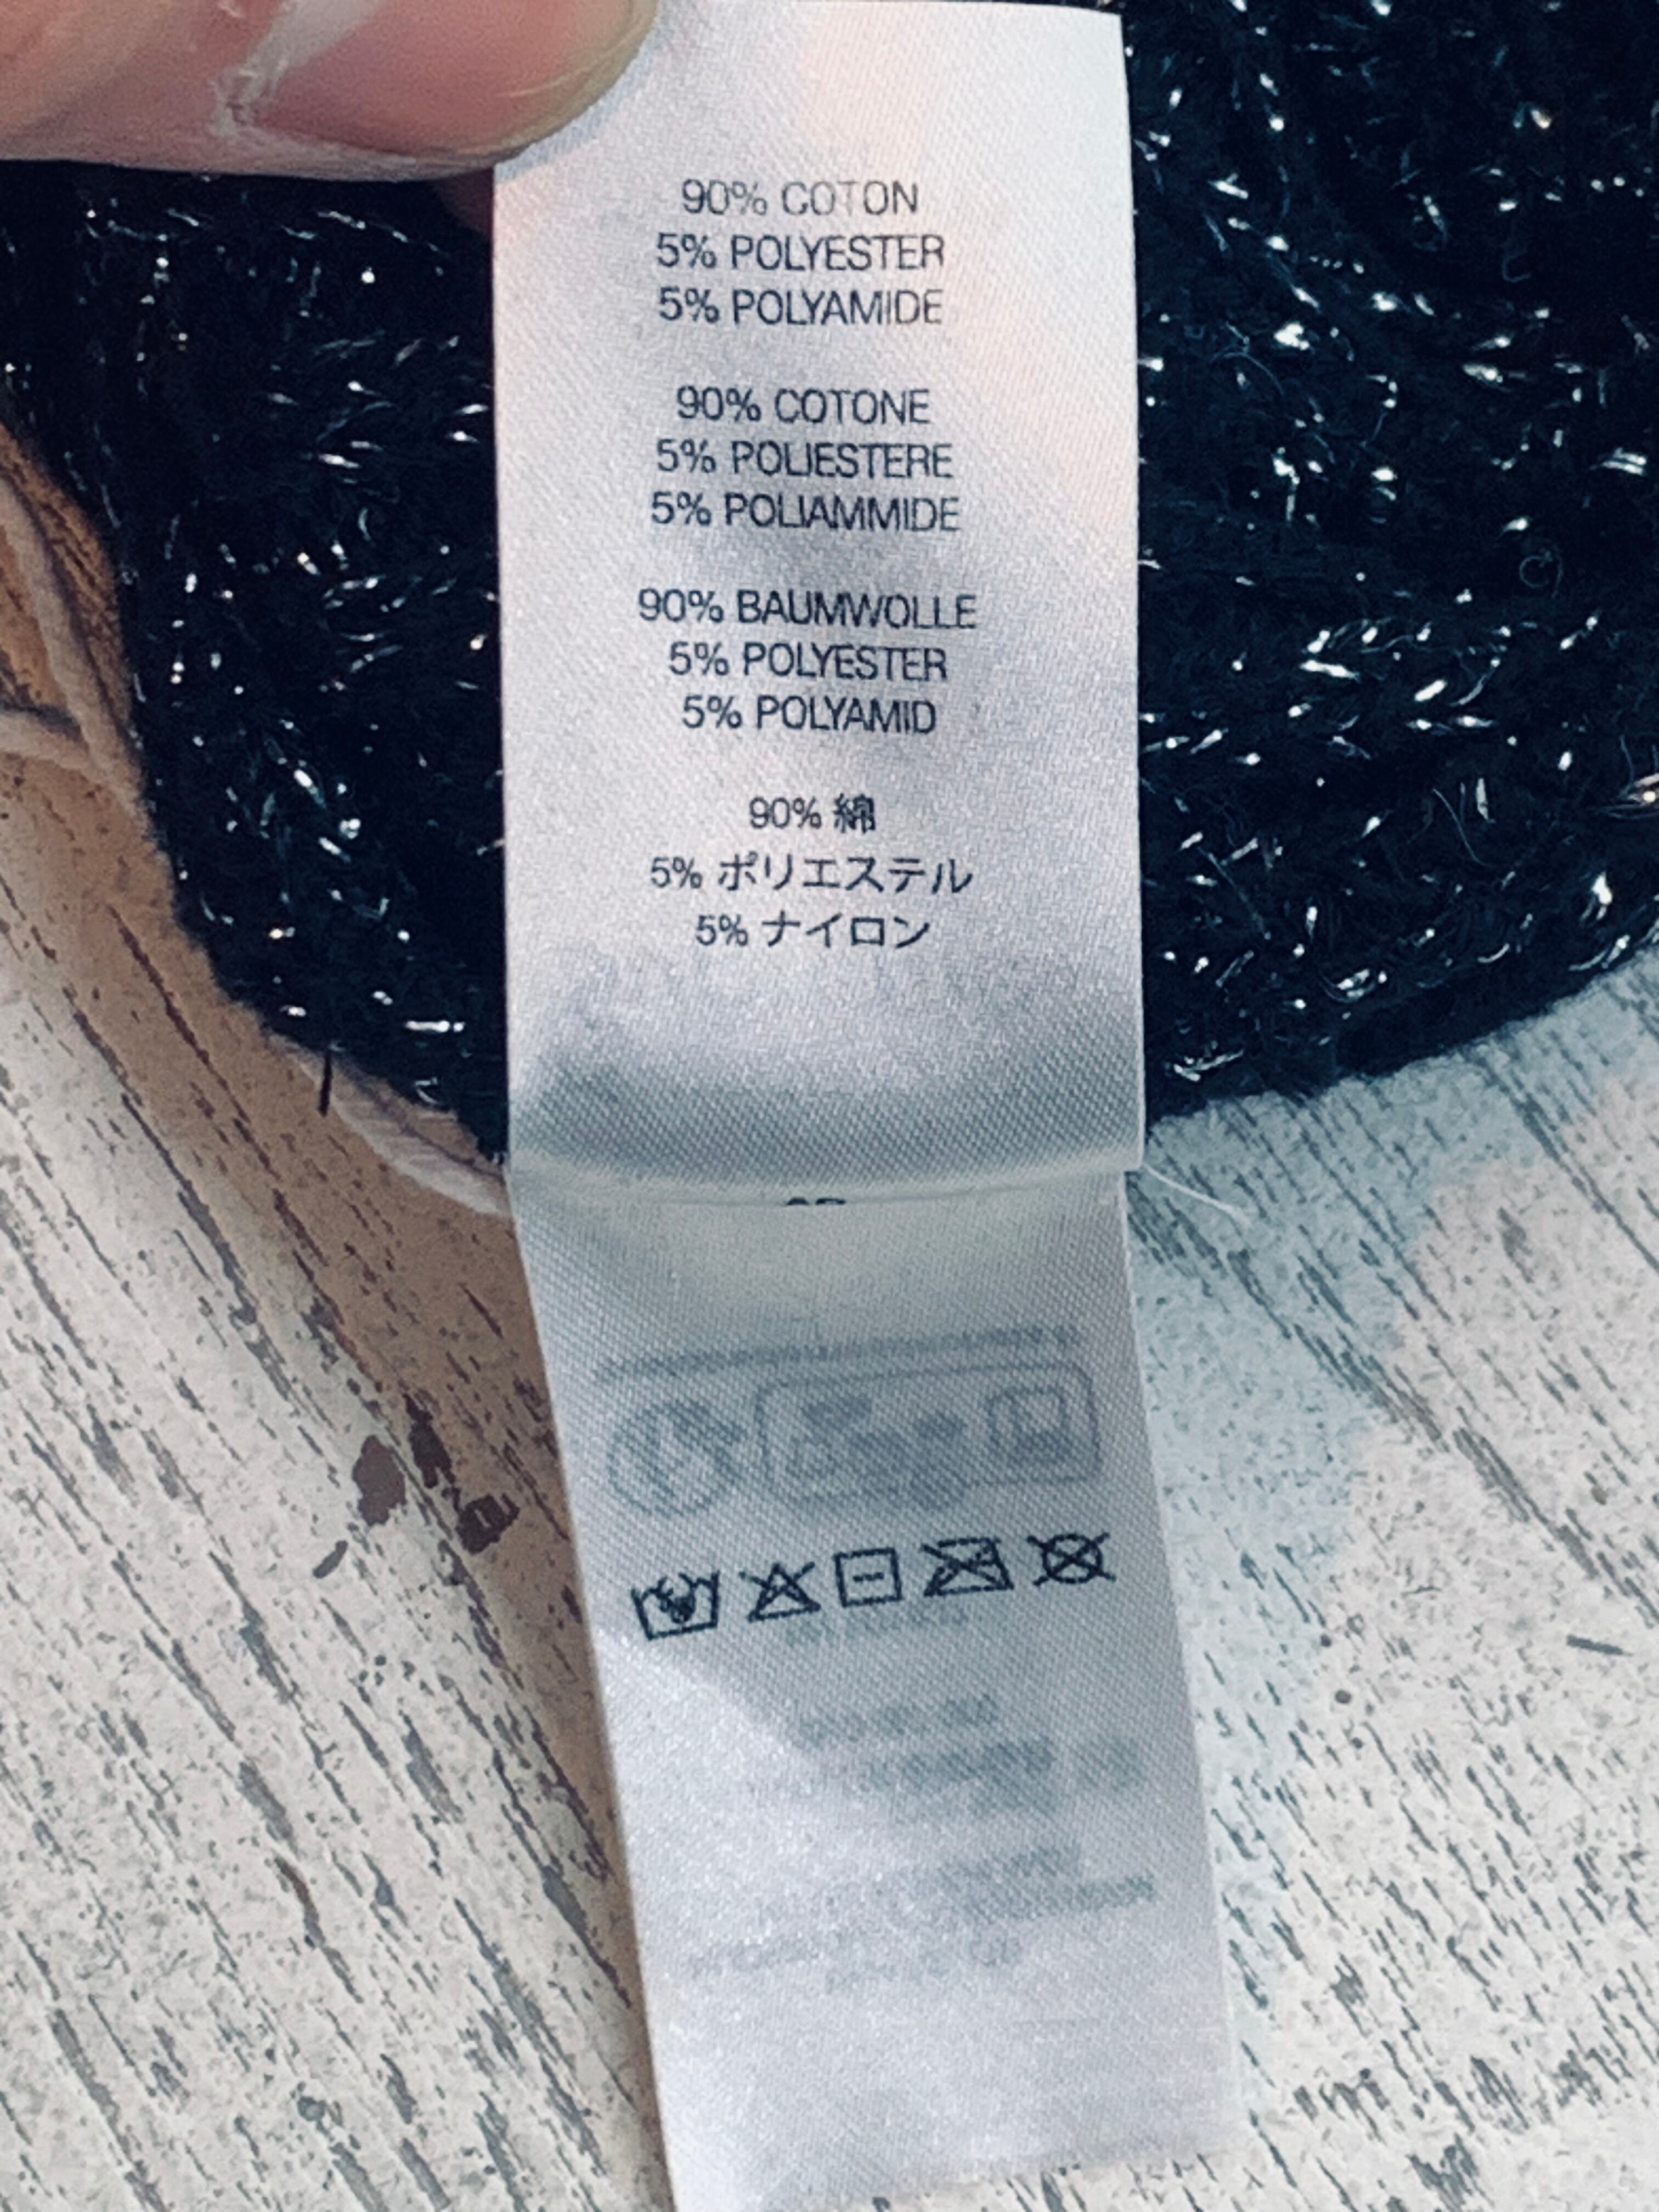 90% COTON
5% POLYESTER
5% POLYAMIDE
90% COTONE
5% POLIESTERE
5% POLIAMMIDE
90% BAUMWOLLE
5% POLYESTER
5% POLYAMID
90% 綿
5% ポリエステル
5% ナイロン